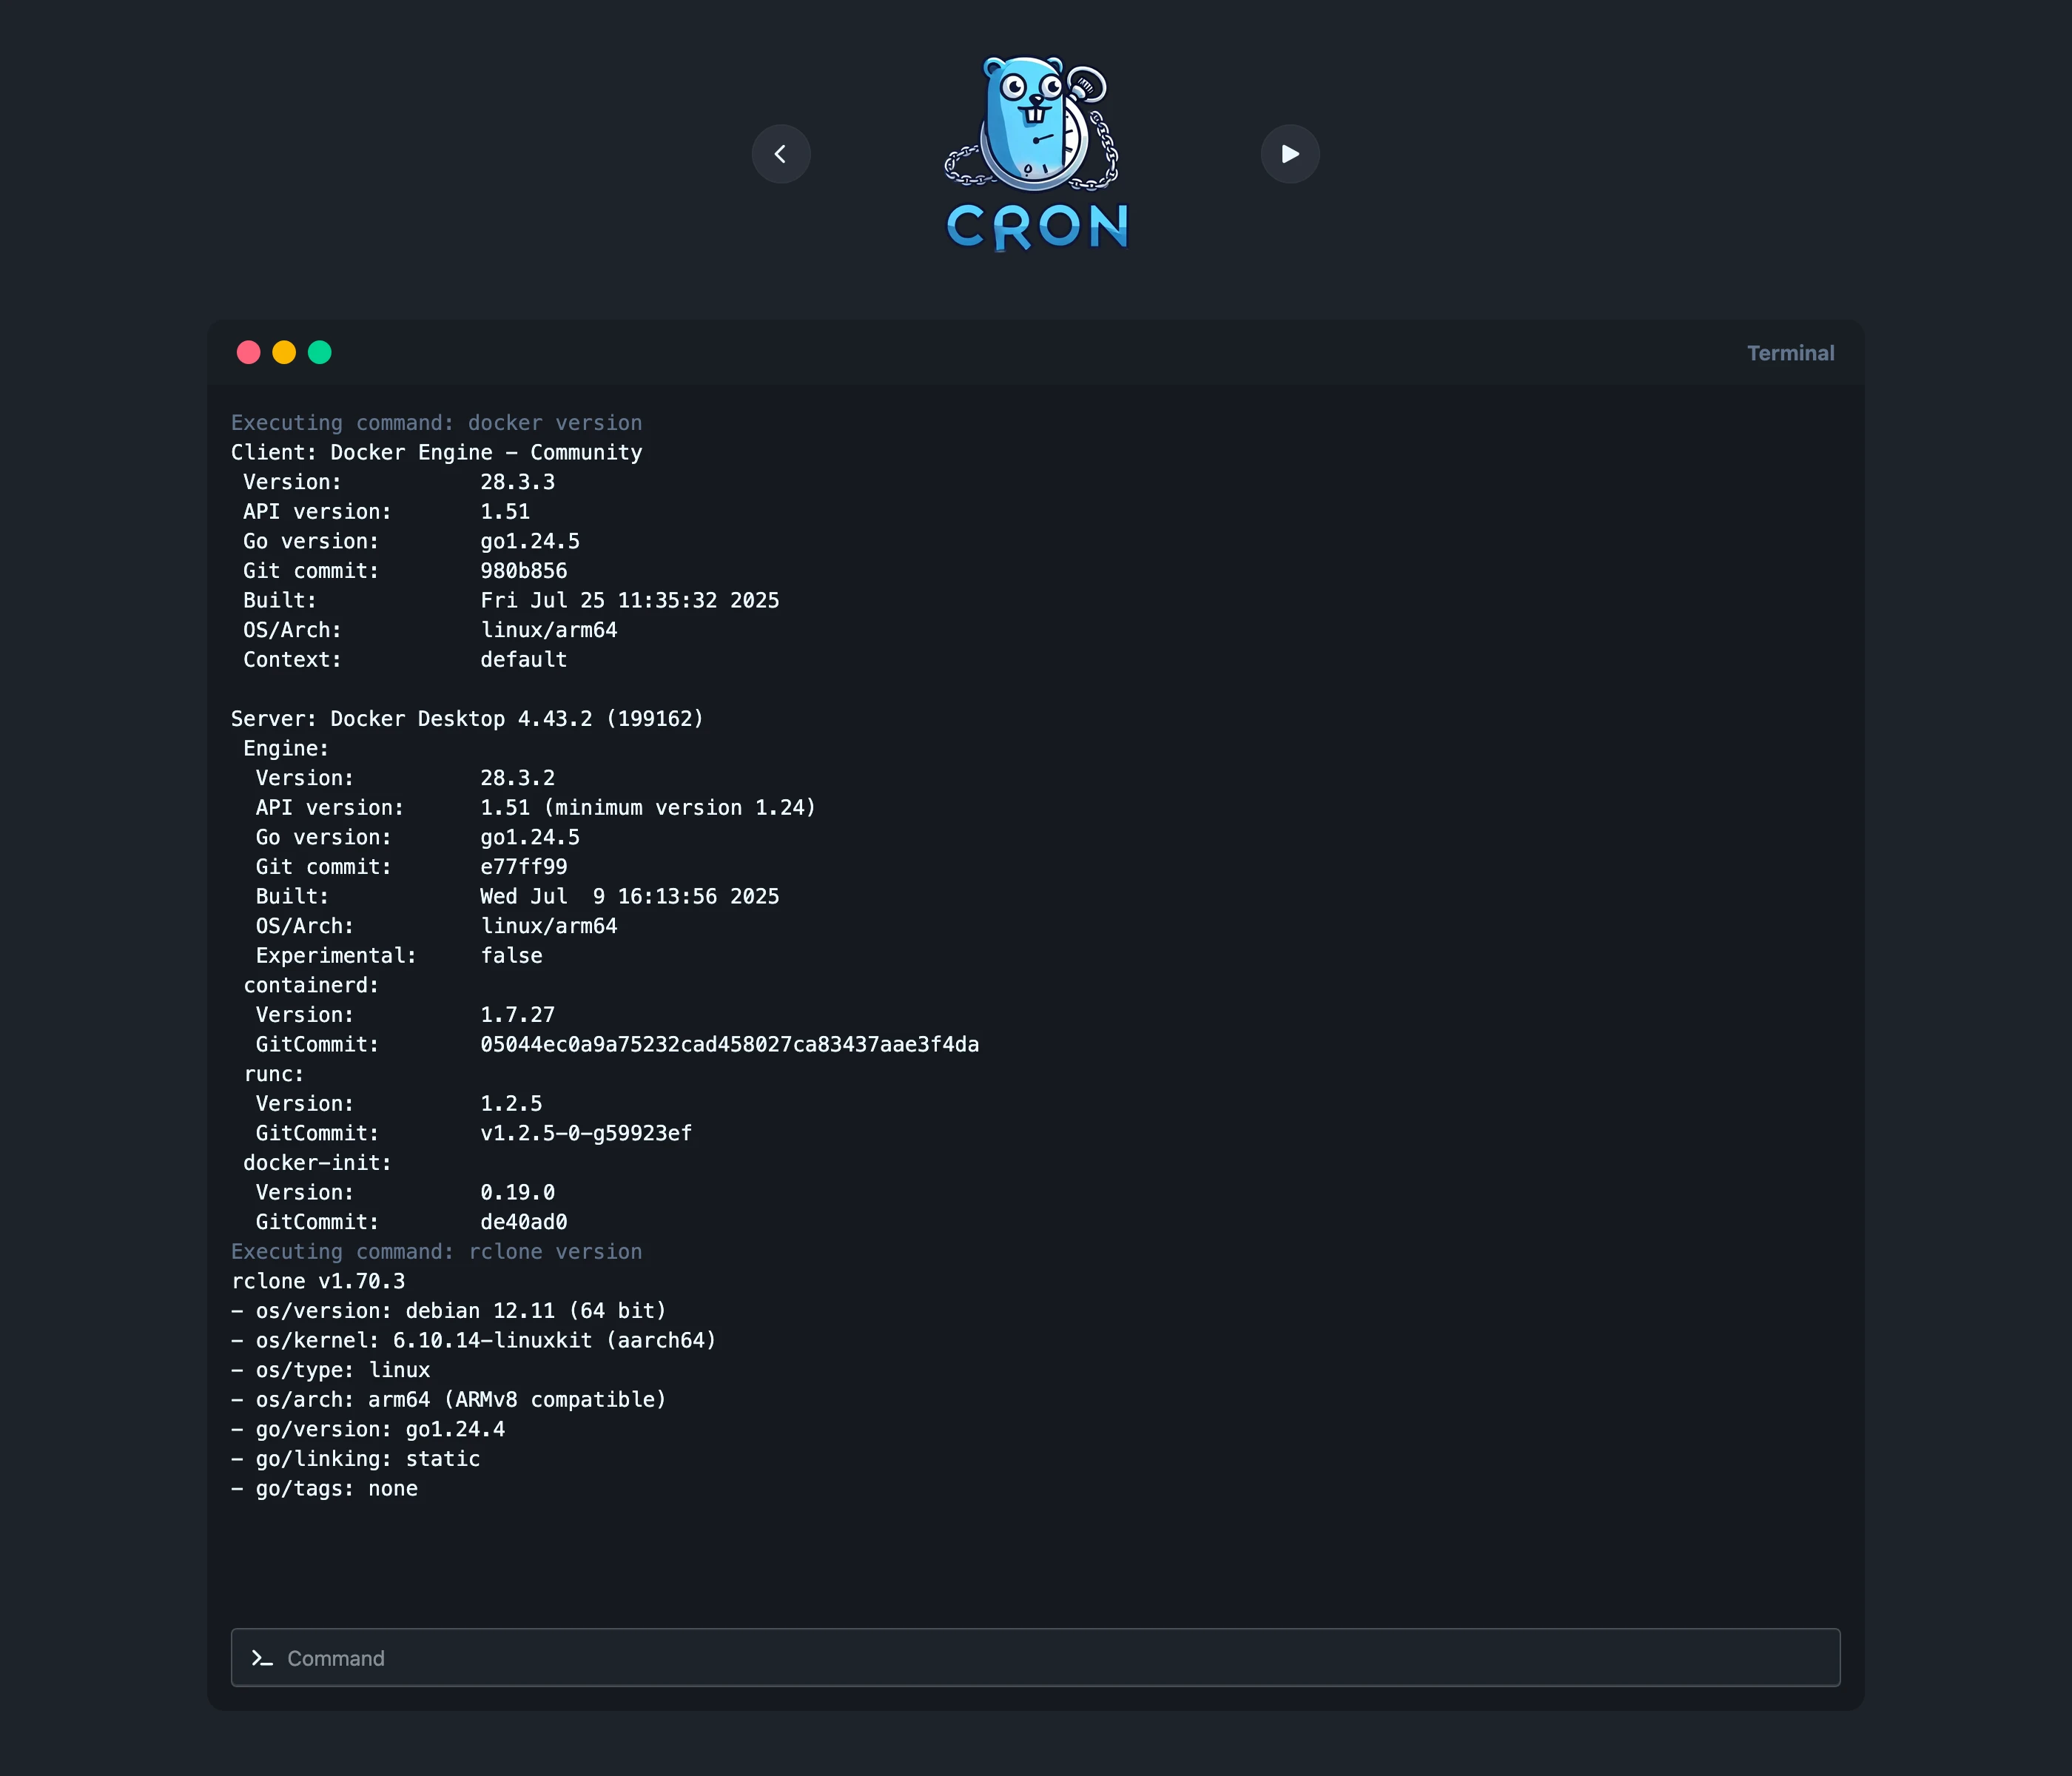 CRON
Terminal
Executing command: docker version
Client: Docker Engine - Community
 Version:           28.3.3
 API version:       1.51
 Go version:        go1.24.5
 Git commit:        980b856
 Built:             Fri Jul 25 11:35:32 2025
 OS/Arch:           linux/arm64
 Context:           default

Server: Docker Desktop 4.43.2 (199162)
 Engine:
  Version:          28.3.2
  API version:      1.51 (minimum version 1.24)
  Go version:       go1.24.5
  Git commit:       e77ff99
  Built:            Wed Jul  9 16:13:56 2025
  OS/Arch:          linux/arm64
  Experimental:     false
 containerd:
  Version:          1.7.27
  GitCommit:        05044ec0a9a75232cad458027ca83437aae3f4da
 runc:
  Version:          1.2.5
  GitCommit:        v1.2.5-0-g59923ef
 docker-init:
  Version:          0.19.0
  GitCommit:        de40ad0
Executing command: rclone version
rclone v1.70.3
- os/version: debian 12.11 (64 bit)
- os/kernel: 6.10.14-linuxkit (aarch64)
- os/type: linux
- os/arch: arm64 (ARMv8 compatible)
- go/version: go1.24.4
- go/linking: static
- go/tags: none
Command